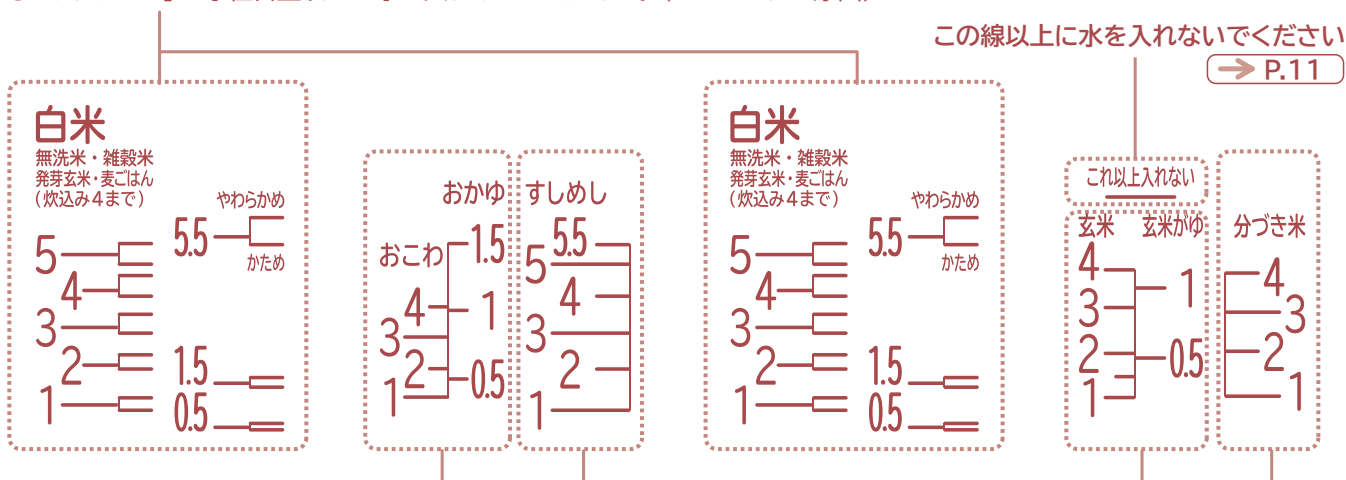 この線以上に水を入れないでください
P.11
白米
無洗米・雑穀米
発芽玄米・麦ごはん
（炊込み4まで）
やわらかめ
5.5
かため
5
4
3
2
1
1.5
0.5
おかゆ
おこわ
1.5
4
1
3
2
0.5
1
すしめし
5.5
5
4
3
2
1
白米
無洗米・雑穀米
発芽玄米・麦ごはん
（炊込み4まで）
やわらかめ
5.5
かため
5
4
3
2
1
1.5
0.5
これ以上入れない
玄米
玄米がゆ
4
1
3
2
0.5
1
分づき米
4
3
2
1